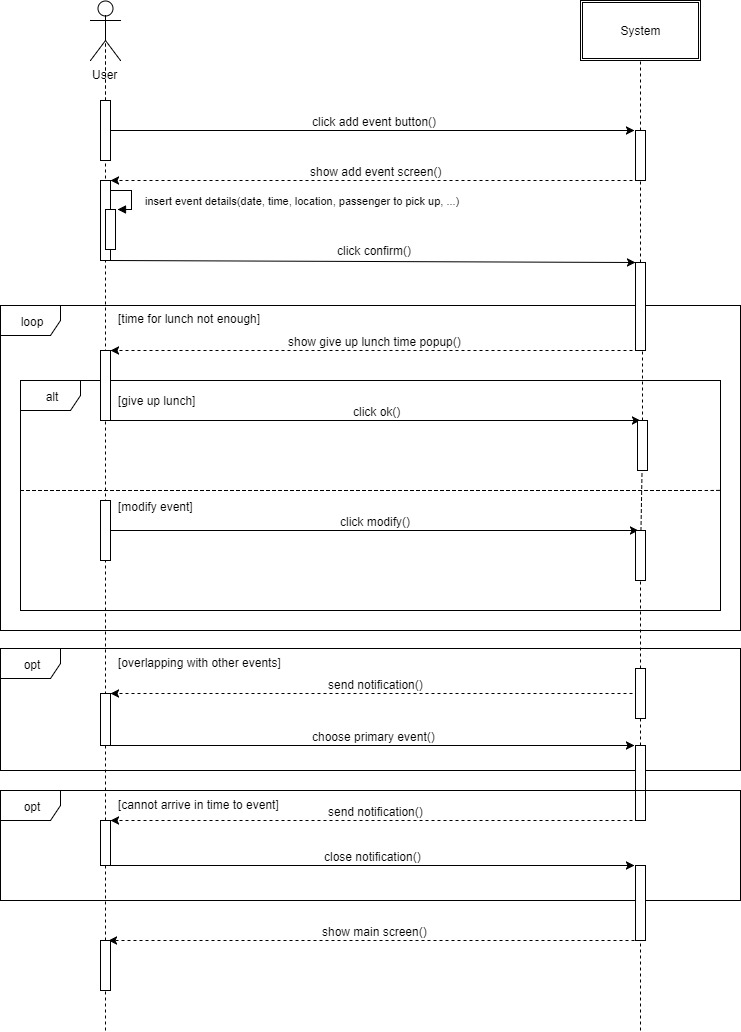 User
System
click add event button()
show add event screen()
insert event details(date, time, location, passenger to pick up, ...)
click confirm()
loop
[time for lunch not enough]
show give up lunch time popup()
alt
[give up lunch]
click ok()
[modify event]
click modify()
opt
[overlapping with other events]
send notification()
choose primary event()
opt
[cannot arrive in time to event]
send notification()
close notification()
show main screen()